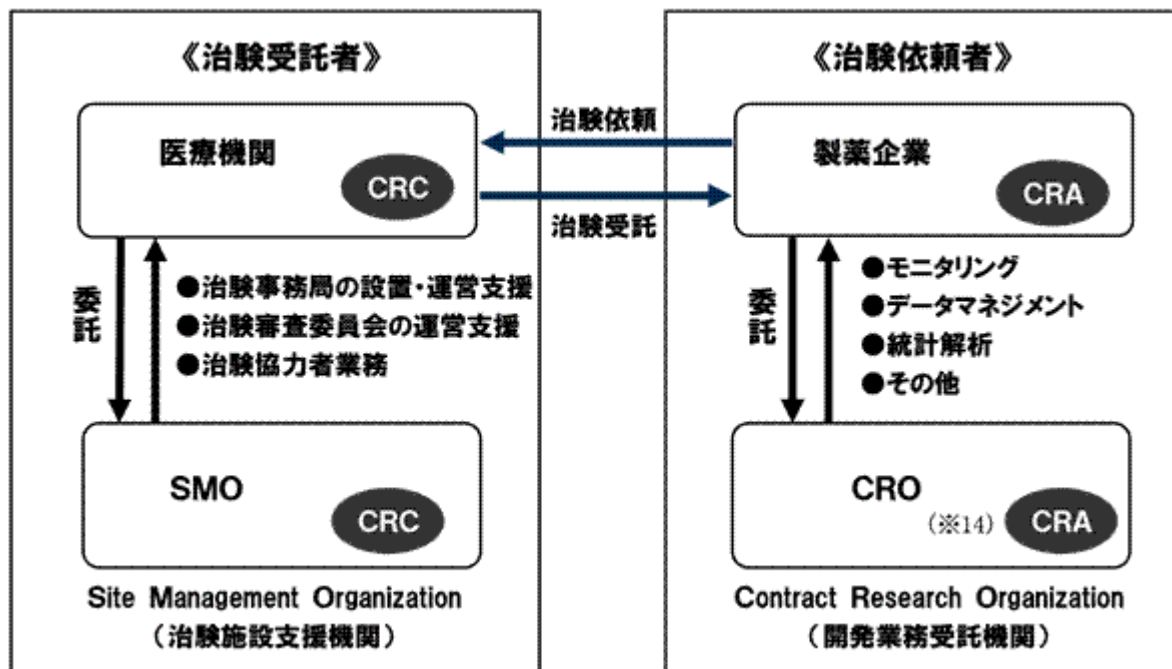 《治験受託者》
医療機関
CRC
委託
●治験事務局の設置・運営支援
●治験審査委員会の運営支援
●治験協力者業務
SMO
CRC
Site Management Organization
（治験施設支援機関）
治験依頼
治験受託
《治験依頼者》
製薬企業
CRA
委託
●モニタリング
●データマネジメント
●統計解析
●その他
CRO
（※14）
CRA
Contract Research Organization
（開発業務受託機関）